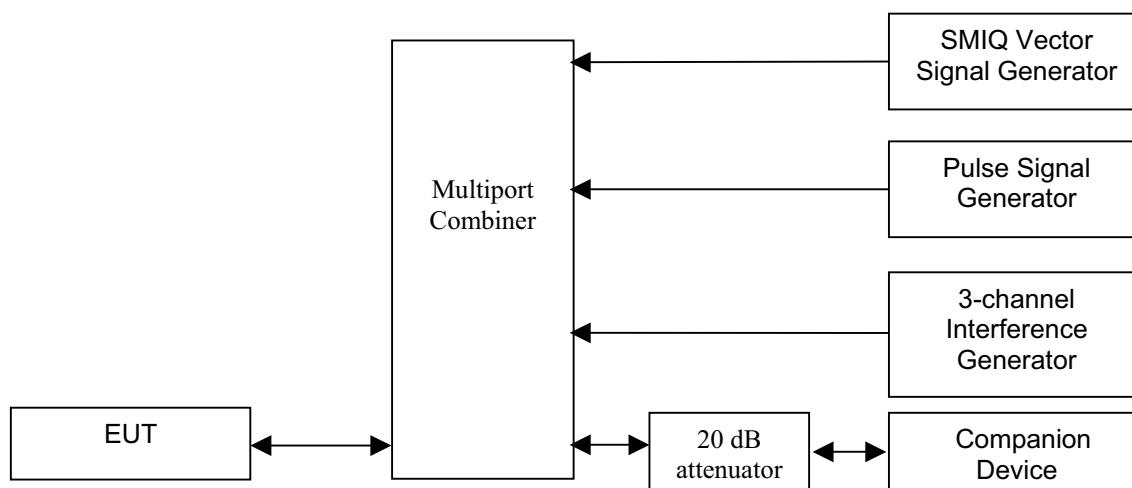 SMIQ Vector
Signal Generator
Pulse Signal
Generator
Multiport
Combiner
3-channel
Interference
Generator
EUT
20 dB
attenuator
Companion
Device